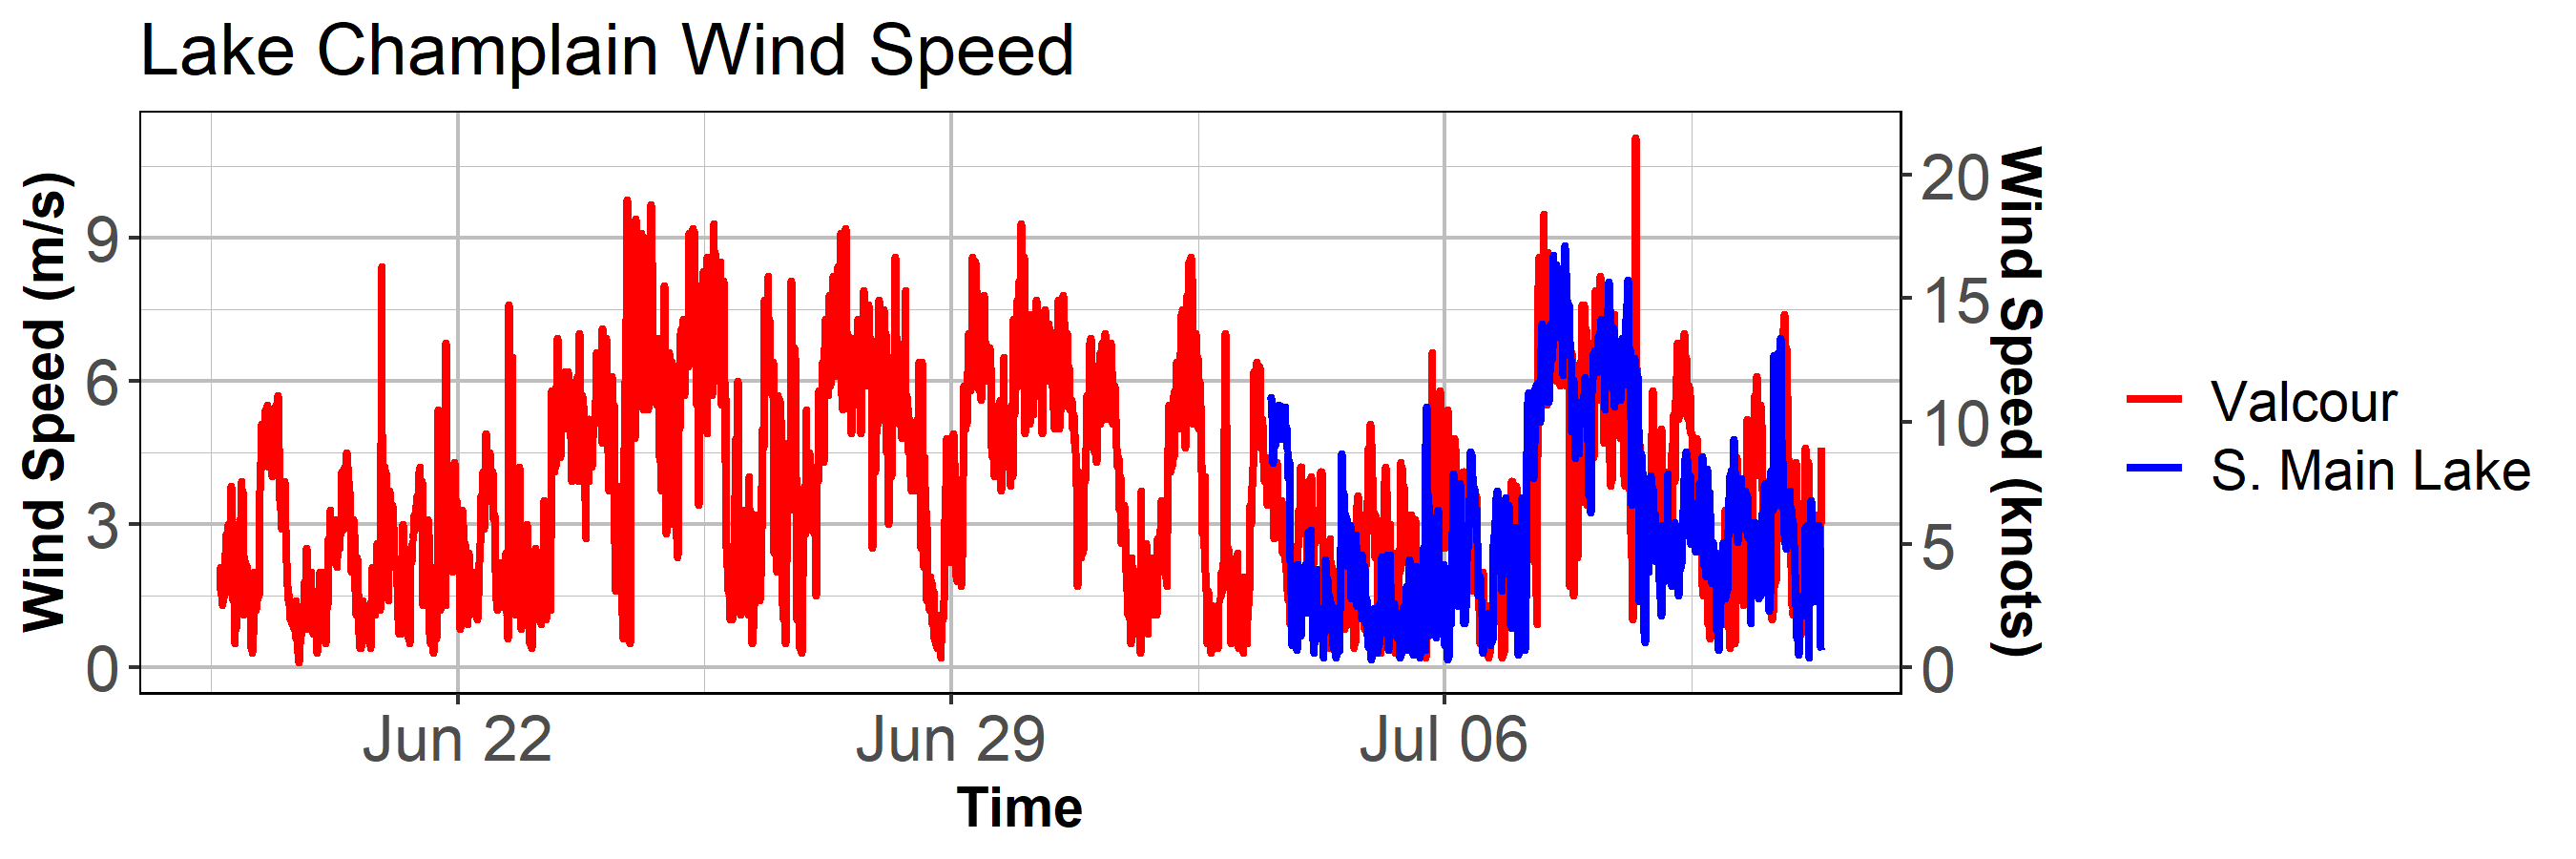 Lake Champlain Wind Speed
Wind Speed (m/s)
9
6
3
0
20
15
10
5
0
Wind Speed (knots)
Jun 22
Jun 29
Jul 06
Time
Valcour
S. Main Lake